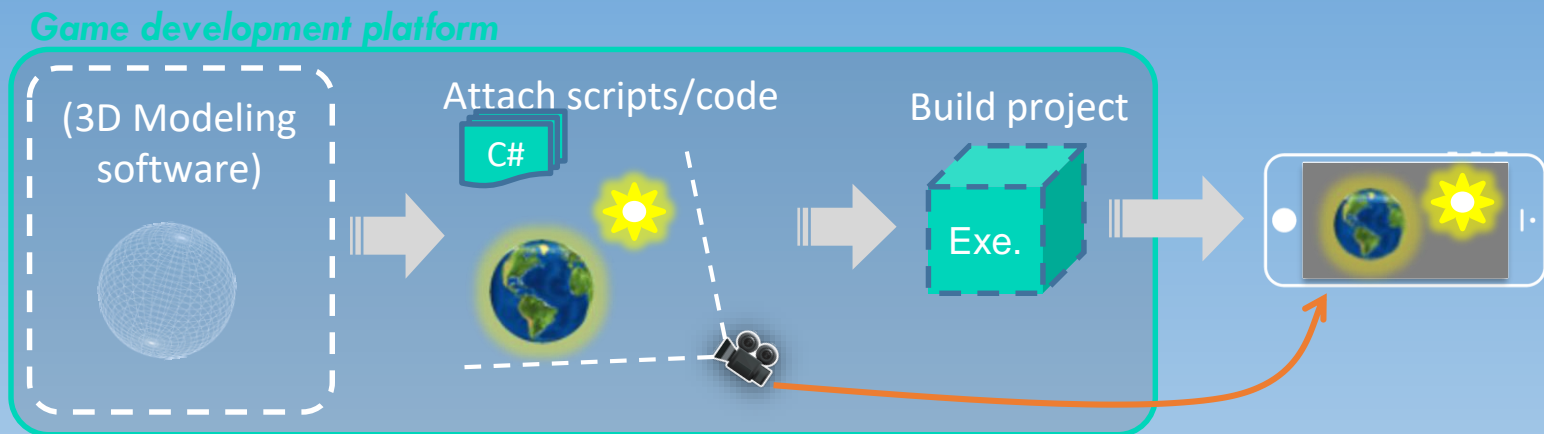 Game development platform
(3D Modeling
software)
Attach scripts/code
C#
Build project
Exe.